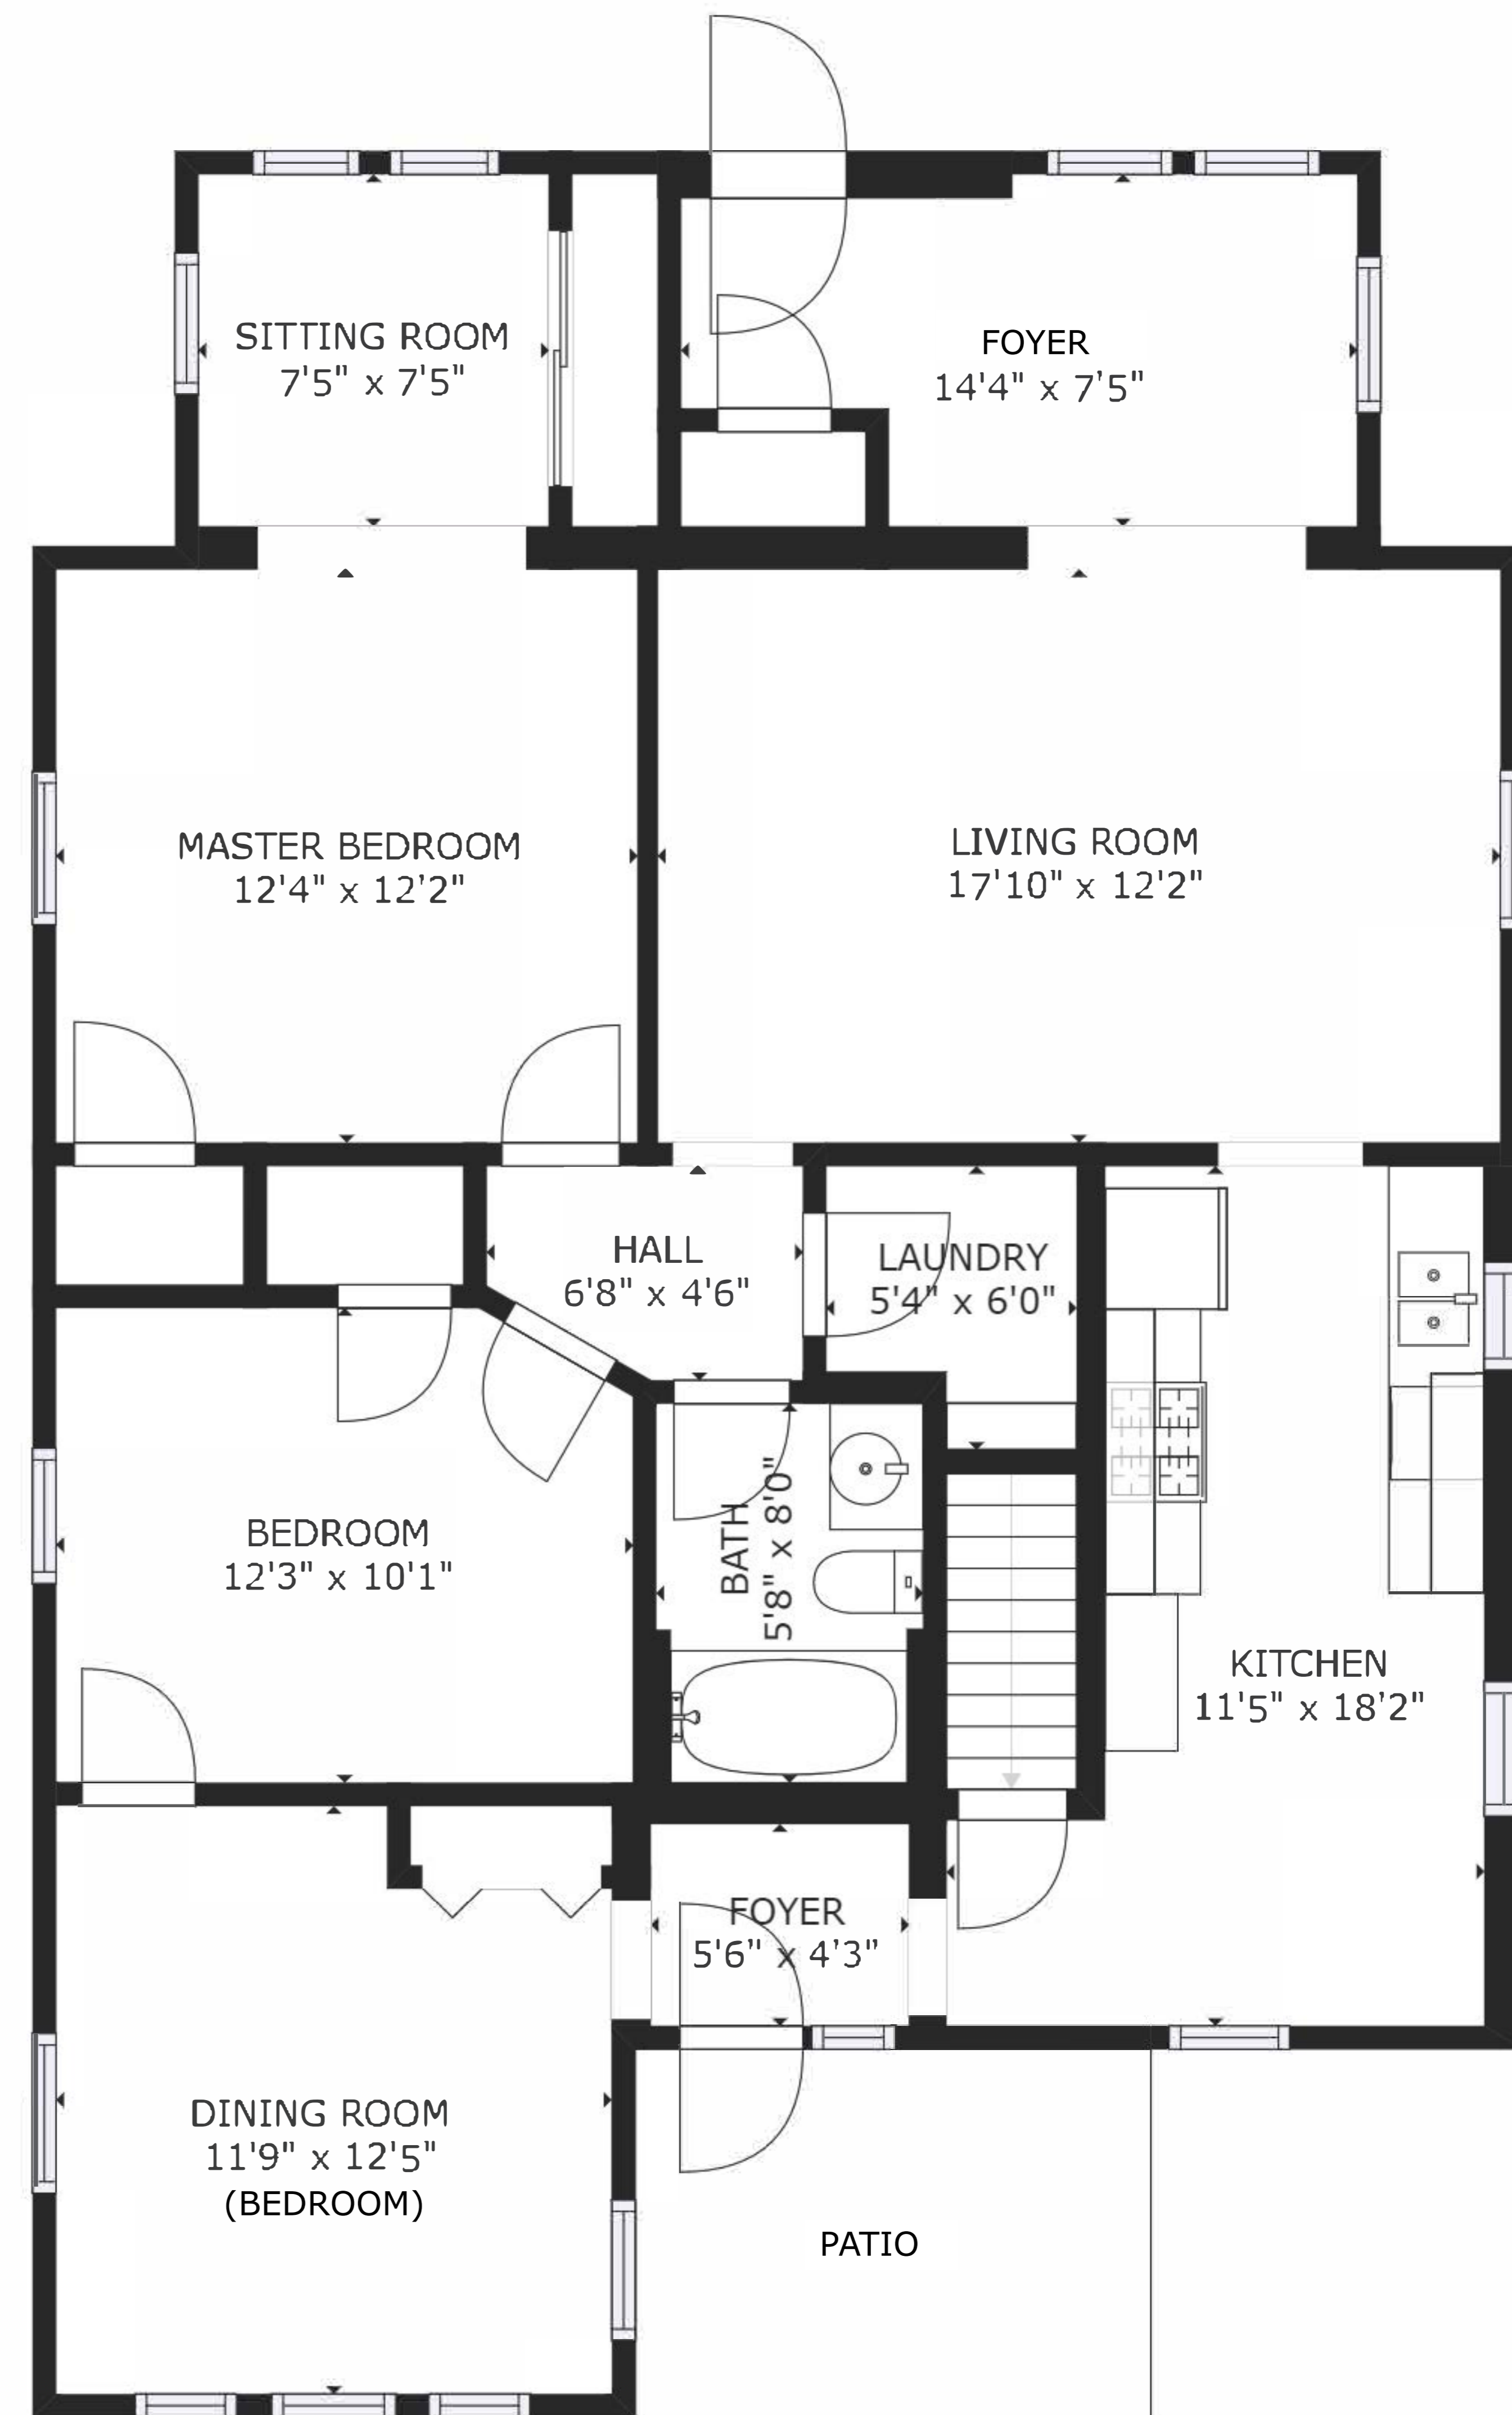 SITTING ROOM
7'5" x 7'5"
FOYER
14'4" x 7'5"
MASTER BEDROOM
12'4" x 12'2"
LIVING ROOM
17'10" x 12'2"
HALL
6'8" x 4'6"
LAUNDRY
5'4" x 6'0"
BEDROOM
12'3" x 10'1"
BATH
5'8" x 8'0"
KITCHEN
11'5" x 18'2"
FOYER
5'6" x 4'3"
DINING ROOM
11'9" x 12'5"
(BEDROOM)
PATIO